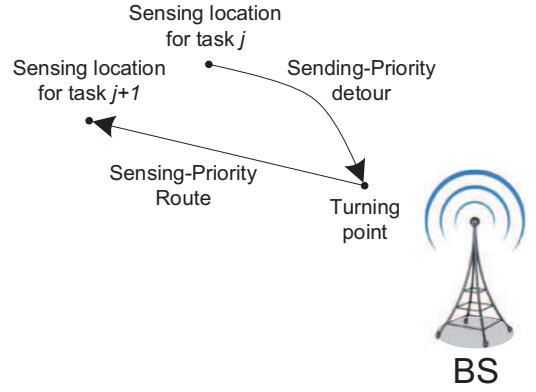 Sensing location
for task j
Sensing location
for task j+1
Sending-Priority
detour
Sensing-Priority
Route
Turning
point
BS